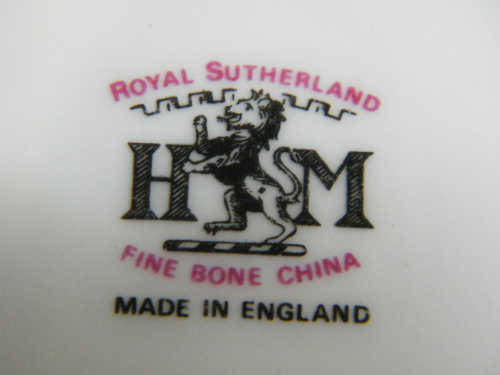 ROYAL SUTHERLAND
H M
FINE BONE CHINA
MADE IN ENGLAND